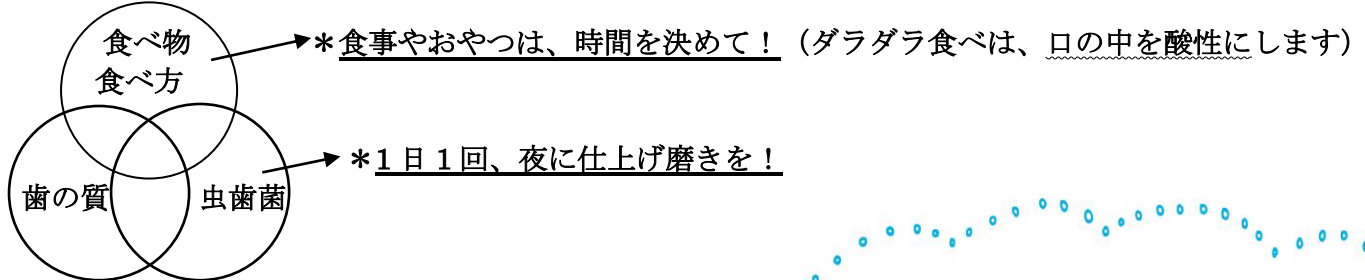 食べ物
食べ方
＊食事やおやつは、時間を決めて！（ダラダラ食べは、口の中を酸性にします）
＊１日１回、夜に仕上げ磨きを！
歯の質
虫歯菌